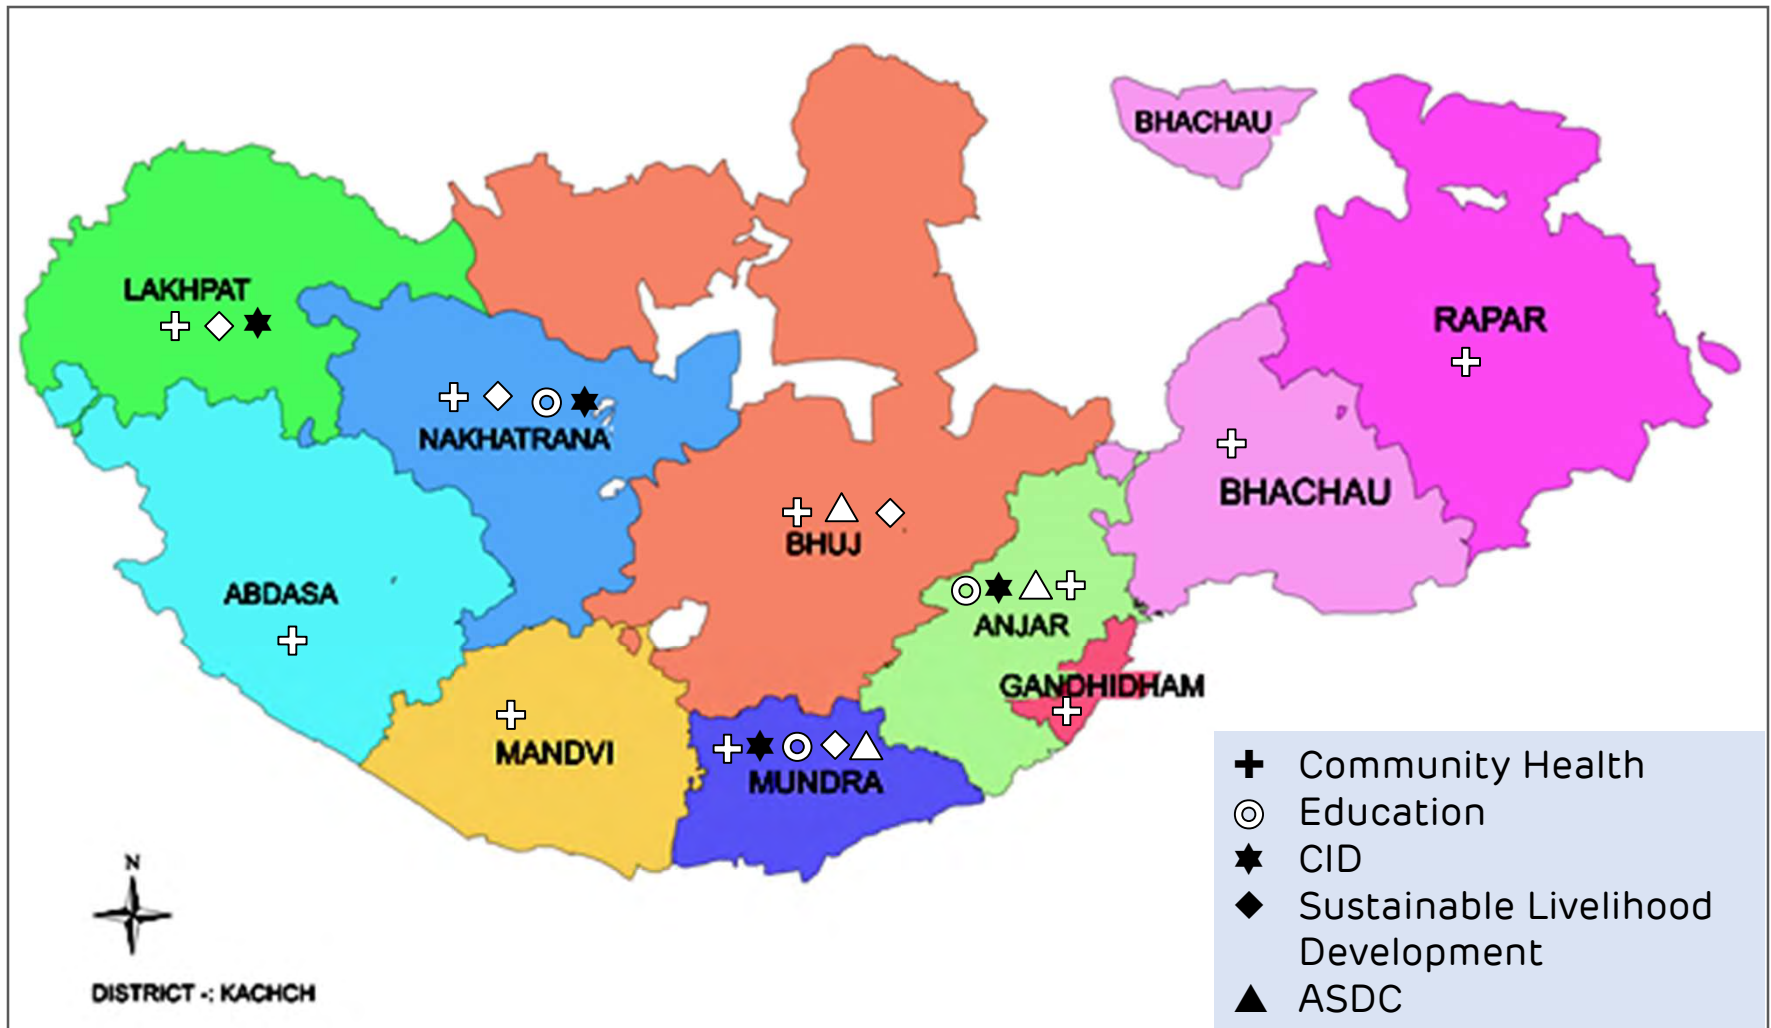 BHACHAU
LAKHPAT
RAPAR
NAKHATRANA
BHACHAU
BHUJ
ABDASA
ANJAR
GANDHIDHAM
MANDVI
MUNDRA
Community Health
Education
CID
Sustainable Livelihood
Development
ASDC
N
DISTRICT -: KACHCH